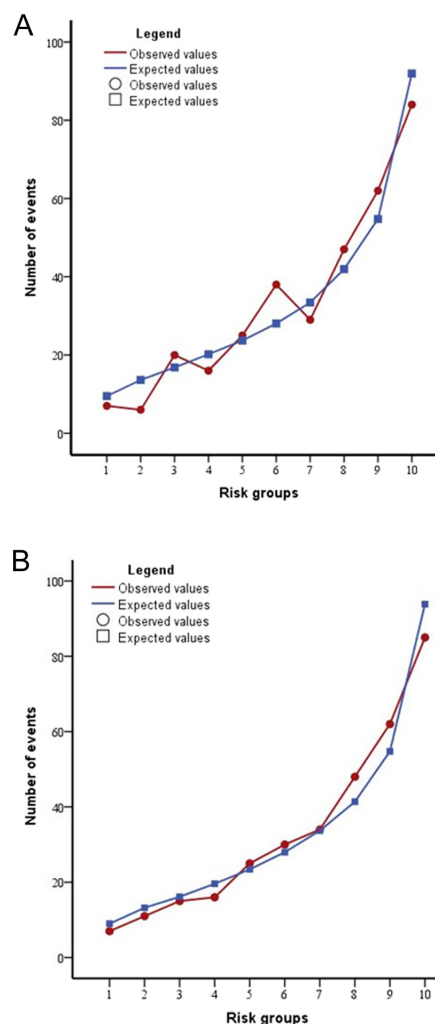 A
Legend
Observed values
Expected values
Observed values
Expected values
Number of events
100
80
60
40
20
0
1 2 3 4 5 6 7 8 9 10
Risk groups
B
Legend
Observed values
Expected values
Observed values
Expected values
Number of events
100
80
60
40
20
0
1 2 3 4 5 6 7 8 9 10
Risk groups